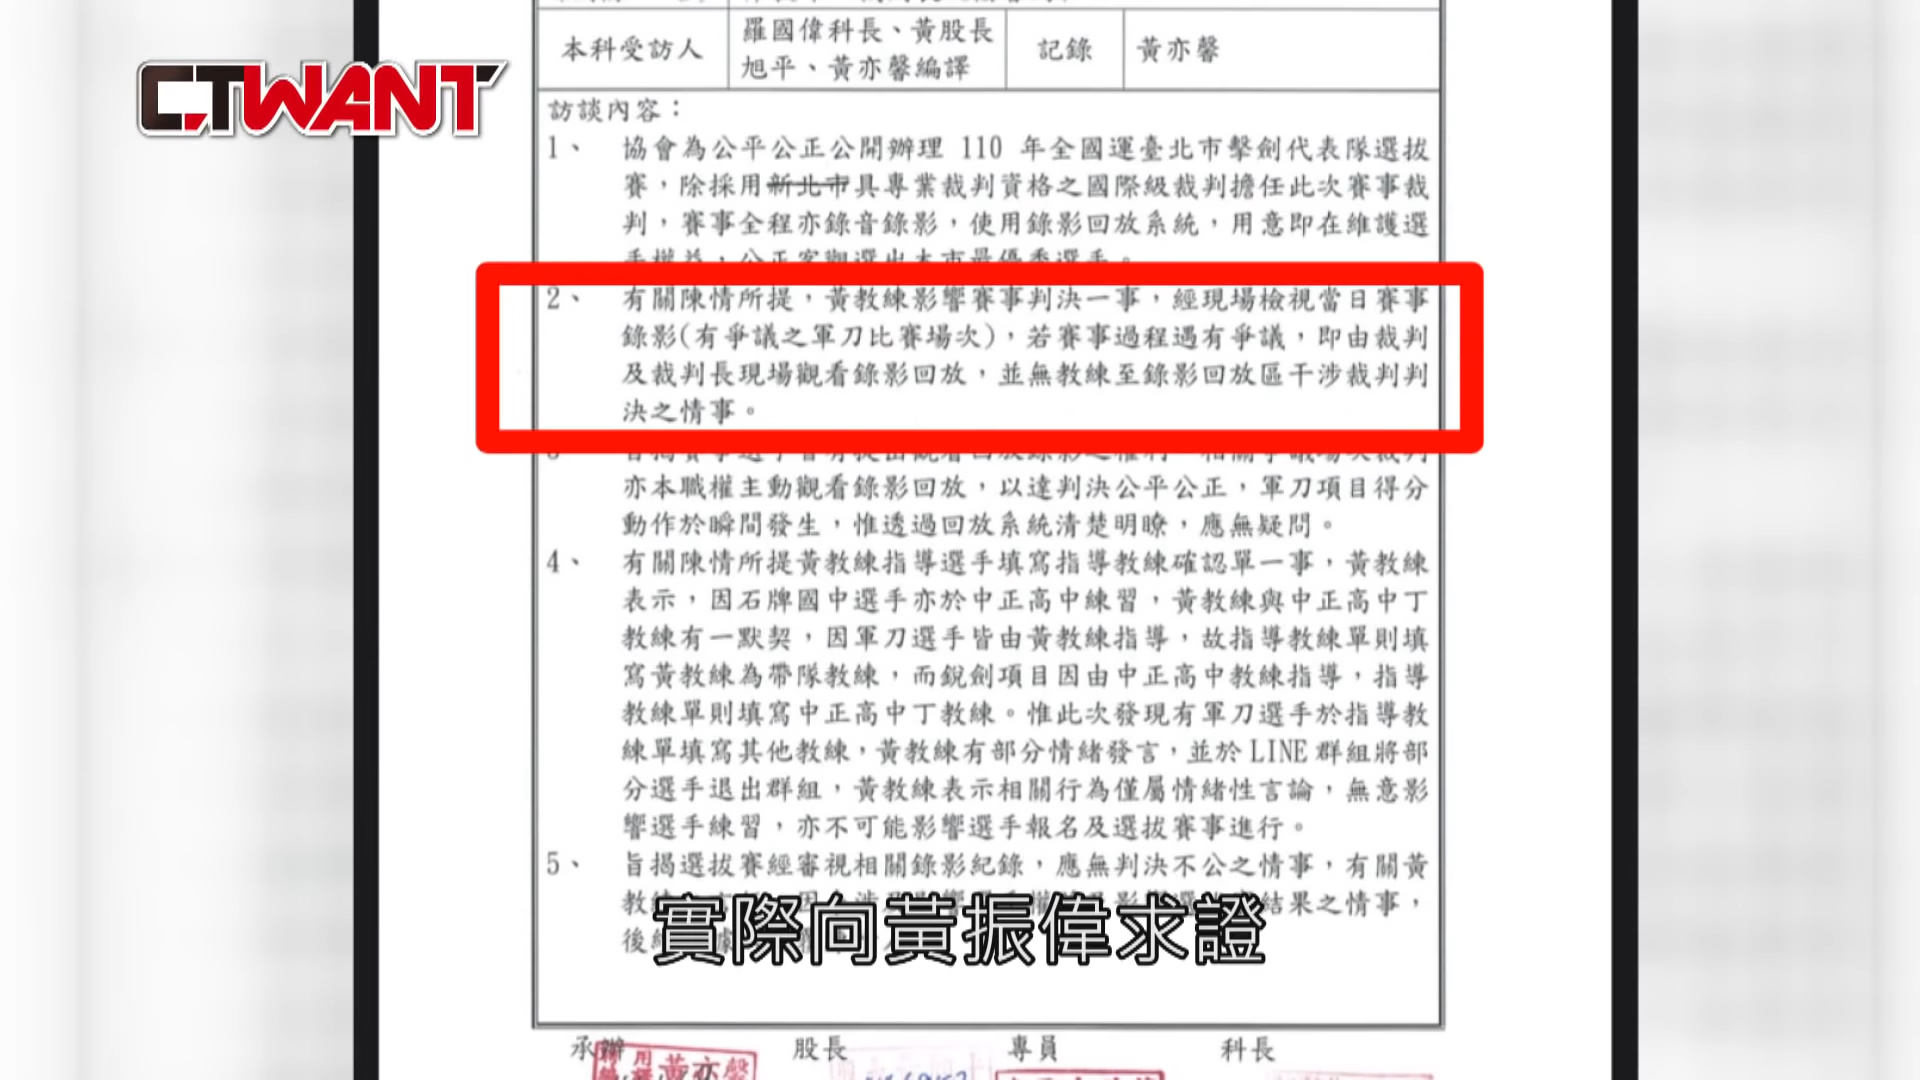 CTWANT
本科受訪人
羅國偉科長、黃股長
旭平、黃亦馨編譯
記錄
黃亦馨
訪談內容：
1、 協會為公平公正公開辦理 110 年全國運臺北市擊劍代表隊選拔
賽，除採用新北市具專業裁判資格之國際級裁判擔任此次賽事裁
判，賽事全程亦錄音錄影，使用錄影回放系統，用意即在維護選
手權益，公正客觀選出本市最優秀選手。
2、 有關陳情所提，黃教練影響賽事判決一事，經現場檢視當日賽事
錄影(有爭議之軍刀比賽場次)，若賽事過程遇有爭議，即由裁判
及裁判長現場觀看錄影回放，並無教練至錄影回放區干涉裁判判
決之情事。
亦本職權主動觀看錄影回放，以達判決公平公正，軍刀項目得分
動作於瞬間發生，惟透過回放系統清楚明瞭，應無疑問。
4、 有關陳情所提黃教練指導選手填寫指導教練確認單一事，黃教練
表示，因石牌國中選手亦於中正高中練習，黃教練與中正高中丁
教練有一默契，因軍刀選手皆由黃教練指導，故指導教練單則填
寫黃教練為帶隊教練，而銳劍項目因由中正高中教練指導，指導
教練單則填寫中正高中丁教練。惟此次發現有軍刀選手於指導教
練單填寫其他教練，黃教練有部分情緒發言，並於 LINE 群組將部
分選手退出群組，黃教練表示相關行為僅屬情緒性言論，無意影
響選手練習，亦不可能影響選手報名及選拔賽事進行。
5、 旨揭選拔賽經審視相關錄影紀錄，應無判決不公之情事，有關黃
教 結果之情事，
後
實際向黃振偉求證
承辦
股長
專員
科長
黃亦馨